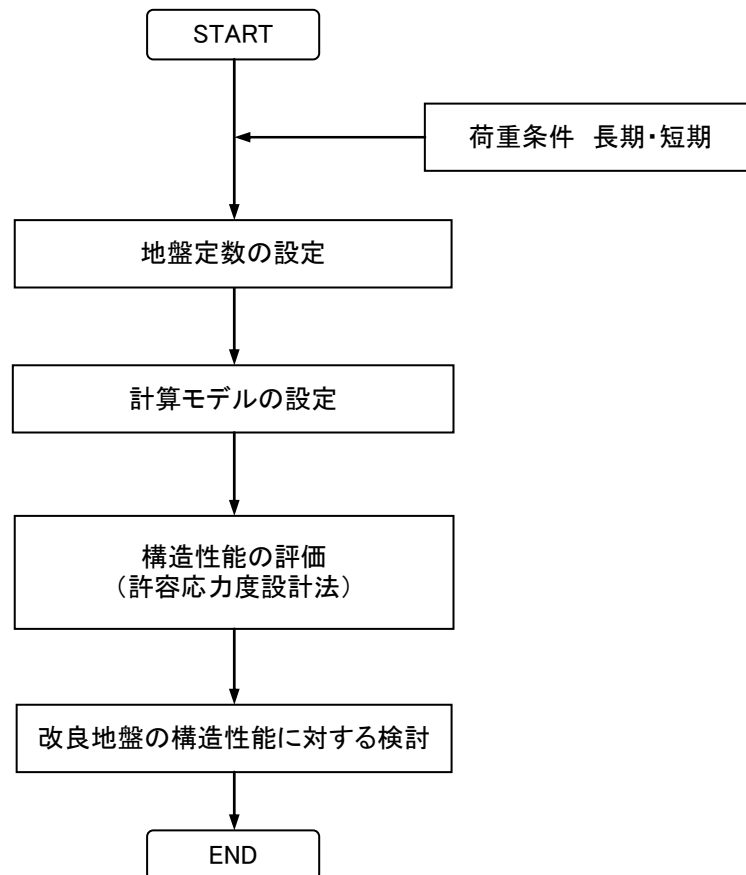 START
荷重条件　長期・短期
地盤定数の設定
計算モデルの設定
構造性能の評価
（許容応力度設計法）
改良地盤の構造性能に対する検討
END